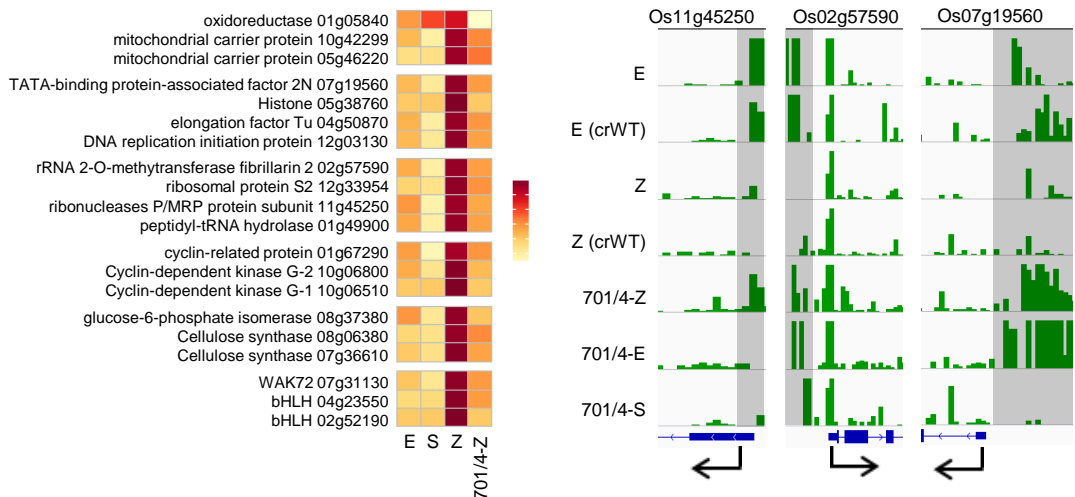 oxidoreductase 01g05840
mitochondrial carrier protein 10g42299
mitochondrial carrier protein 05g46220
TATA-binding protein-associated factor 2N 07g19560
Histone 05g38760
elongation factor Tu 04g50870
DNA replication initiation protein 12g03130
rRNA 2-O-methytransferase fibrillarin 2 02g57590
ribosomal protein S2 12g33954
ribonucleases P/MRP protein subunit 11g45250
peptidyl-tRNA hydrolase 01g49900
cyclin-related protein 01g67290
Cyclin-dependent kinase G-2 10g06800
Cyclin-dependent kinase G-1 10g06510
glucose-6-phosphate isomerase 08g37380
Cellulose synthase 08g06380
Cellulose synthase 07g36610
WAK72 07g31130
bHLH 04g23550
bHLH 02g52190
E S Z 701/4-Z
Os11g45250 Os02g57590 Os07g19560
E
E (crWT)
Z
Z (crWT)
701/4-Z
701/4-E
701/4-S